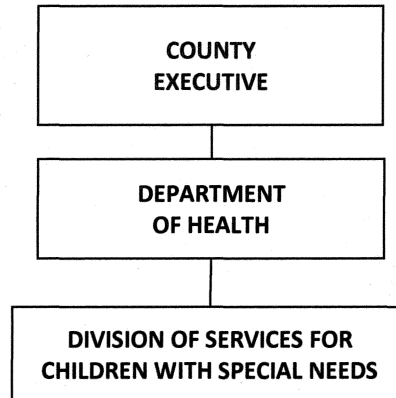 COUNTY
EXECUTIVE
DEPARTMENT
OF HEALTH
DIVISION OF SERVICES FOR
CHILDREN WITH SPECIAL NEEDS